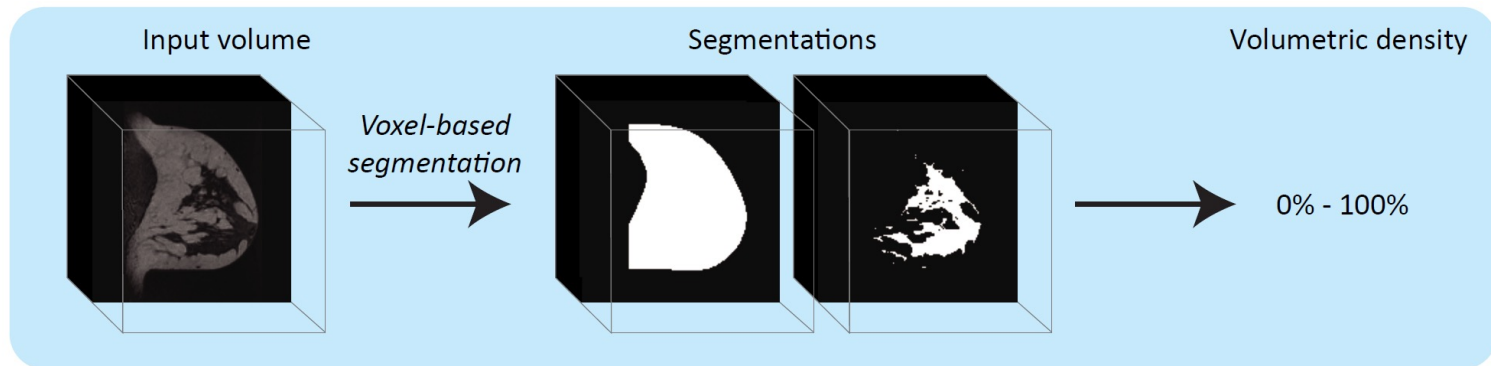 Input volume
Segmentations
Volumetric density
Voxel-based
segmentation
0% - 100%